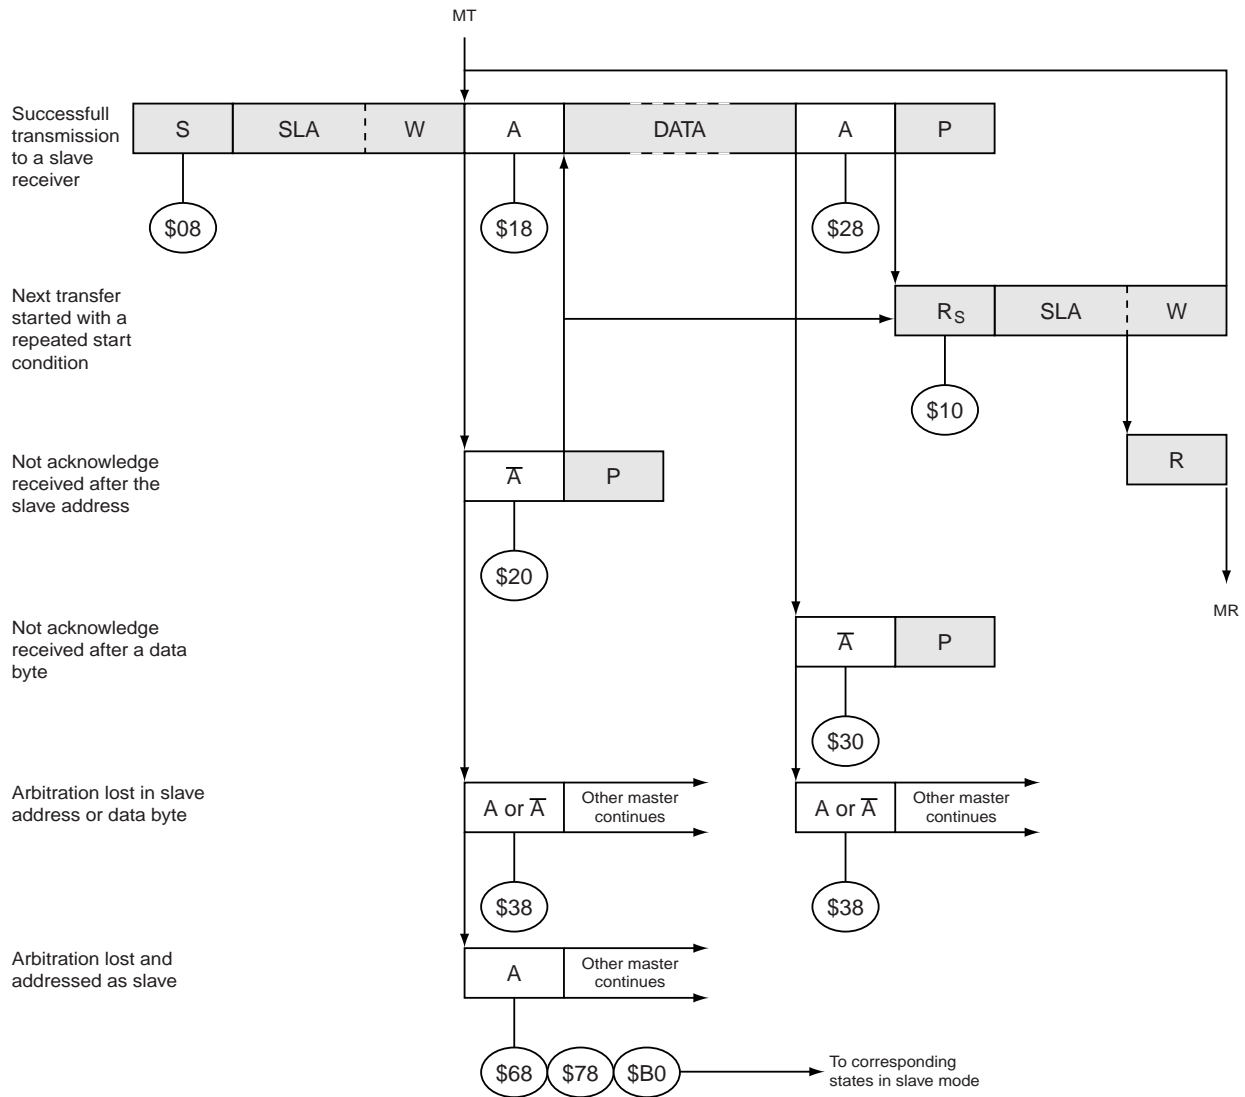 MT
Successfull
transmission
to a slave
receiver
S SLA W A DATA A P
$08 $18 $28
Next transfer
started with a
repeated start
condition
RS SLA W
$10
Not acknowledge
received after the
slave address
A̅ P
R
$20
MR
Not acknowledge
received after a data
byte
A̅ P
$30
Arbitration lost in slave
address or data byte
A or A̅
Other master
continues
A or A̅
Other master
continues
$38 $38
Arbitration lost and
addressed as slave
A
Other master
continues
$68 $78 $B0
To corresponding
states in slave mode